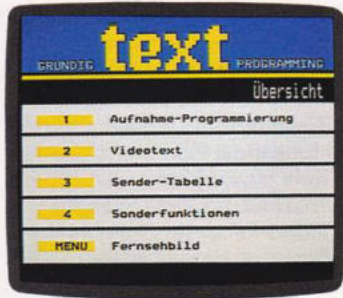 GRUNDIG text PROGRAMMING
Übersicht
1 Aufnahme-Programmierung
2 Videotext
3 Sender-Tabelle
4 Sonderfunktionen
MENU Fernsehbild